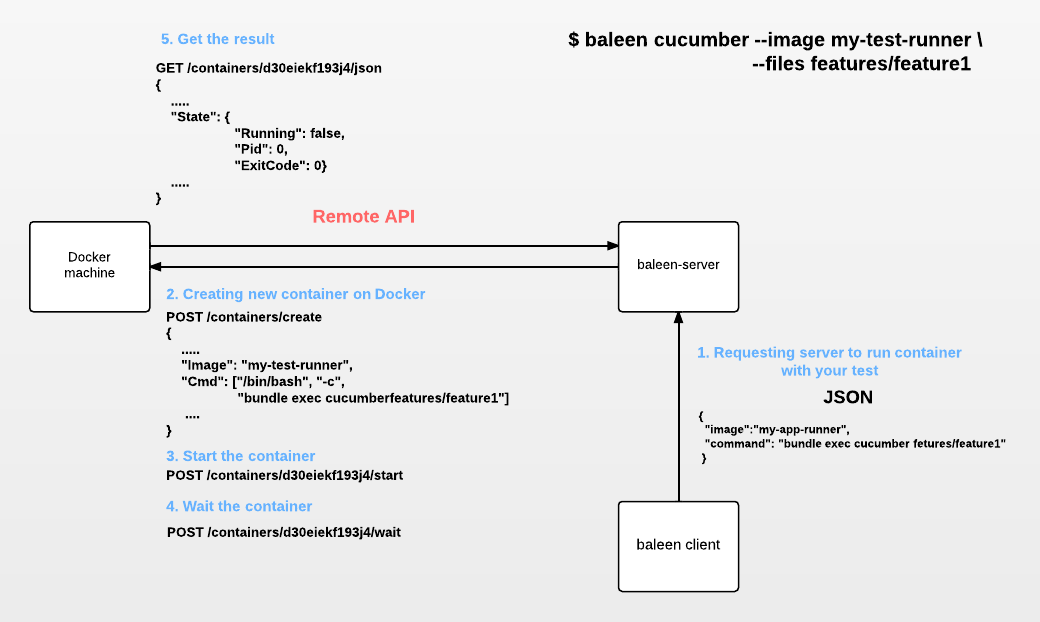 5. Get the result
$ baleen cucumber --image my-test-runner \
--files features/feature1
GET /containers/d30eiekf193j4/json
{
.....
"State": {
"Running": false,
"Pid": 0,
"ExitCode": 0}
.....
}
Remote API
Docker
machine
baleen-server
2. Creating new container on Docker
POST /containers/create
{
.....
"Image": "my-test-runner",
"Cmd": ["/bin/bash", "-c",
"bundle exec cucumberfeatures/feature1"]
....
}
3. Start the container
POST /containers/d30eiekf193j4/start
4. Wait the container
POST /containers/d30eiekf193j4/wait
1. Requesting server to run container
with your test
JSON
{
"image":"my-app-runner",
"command": "bundle exec cucumber fetures/feature1"
}
baleen client